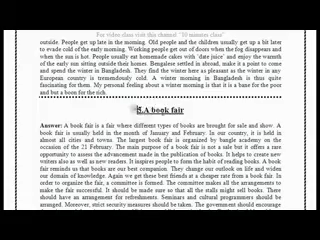 For video class visit this channel: "10 minutes class"
outside. People get up late in the morning. Old people and the children usually get up a bit later
to evade cold of the early morning. Working people get out of doors when the fog disappears and
when the sun is hot. People usually eat homemade cakes with `date juice` and enjoy the warmth
of the early sun sitting outside their homes. Bengalese settled in abroad, make it a point to come
and spend the winter in Bangladesh. They find the winter here as pleasant as the winter in any
European country is tremendously cold. A winter morning in Bangladesh is thus quite
fascinating for them. My personal feeling about a winter morning is that it is a bane for the poor
and but a boon for the rich.
A book fair
Answer: A book fair is a fair where different types of books are brought for sale and show. A
book fair is usually held in the month of January and February. In our country, it is held in
almost all cities and towns. The largest book fair is organized by bangla academy on the
occasion of the 21 February. The main purpose of a book fair is not a sale but it offers a rare
opportunity to assess the advancement made in the publication of books. It helps to create new
writers also as well as new readers. It inspires people to form the habit of reading books. A book
fair reminds us that books are our best companion. They change our outlook on life and widen
our domain of knowledge. Again we get these best friends at a cheaper rate from a book fair. In
order to organize the fair, a committee is formed. The committee makes all the arrangements to
make the fair successful. It should be made sure so that all the stalls might sell books. There
should have an arrangement for refreshments. Seminars and cultural programmers should be
arranged. Moreover, strict security measures should be taken. The government should encourage